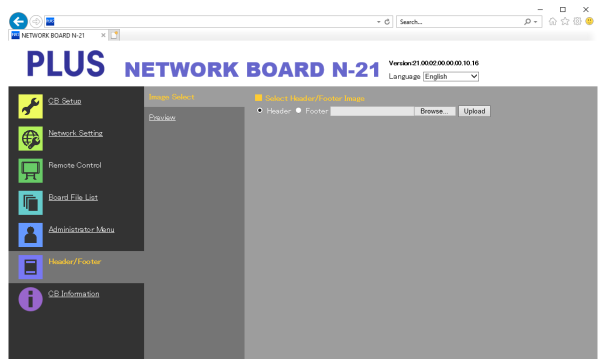 Search...
NETWORK BOARD N-21
PLUS NETWORK BOARD N-21
Version:21.00.02.00.00.00.10.16
Language English
CB Setup
Network Setting
Remote Control
Board File List
Administrator Menu
Header/Footer
CB Information
Image Select
Preview
Select Header/Footer Image
Header Footer Browse... Upload